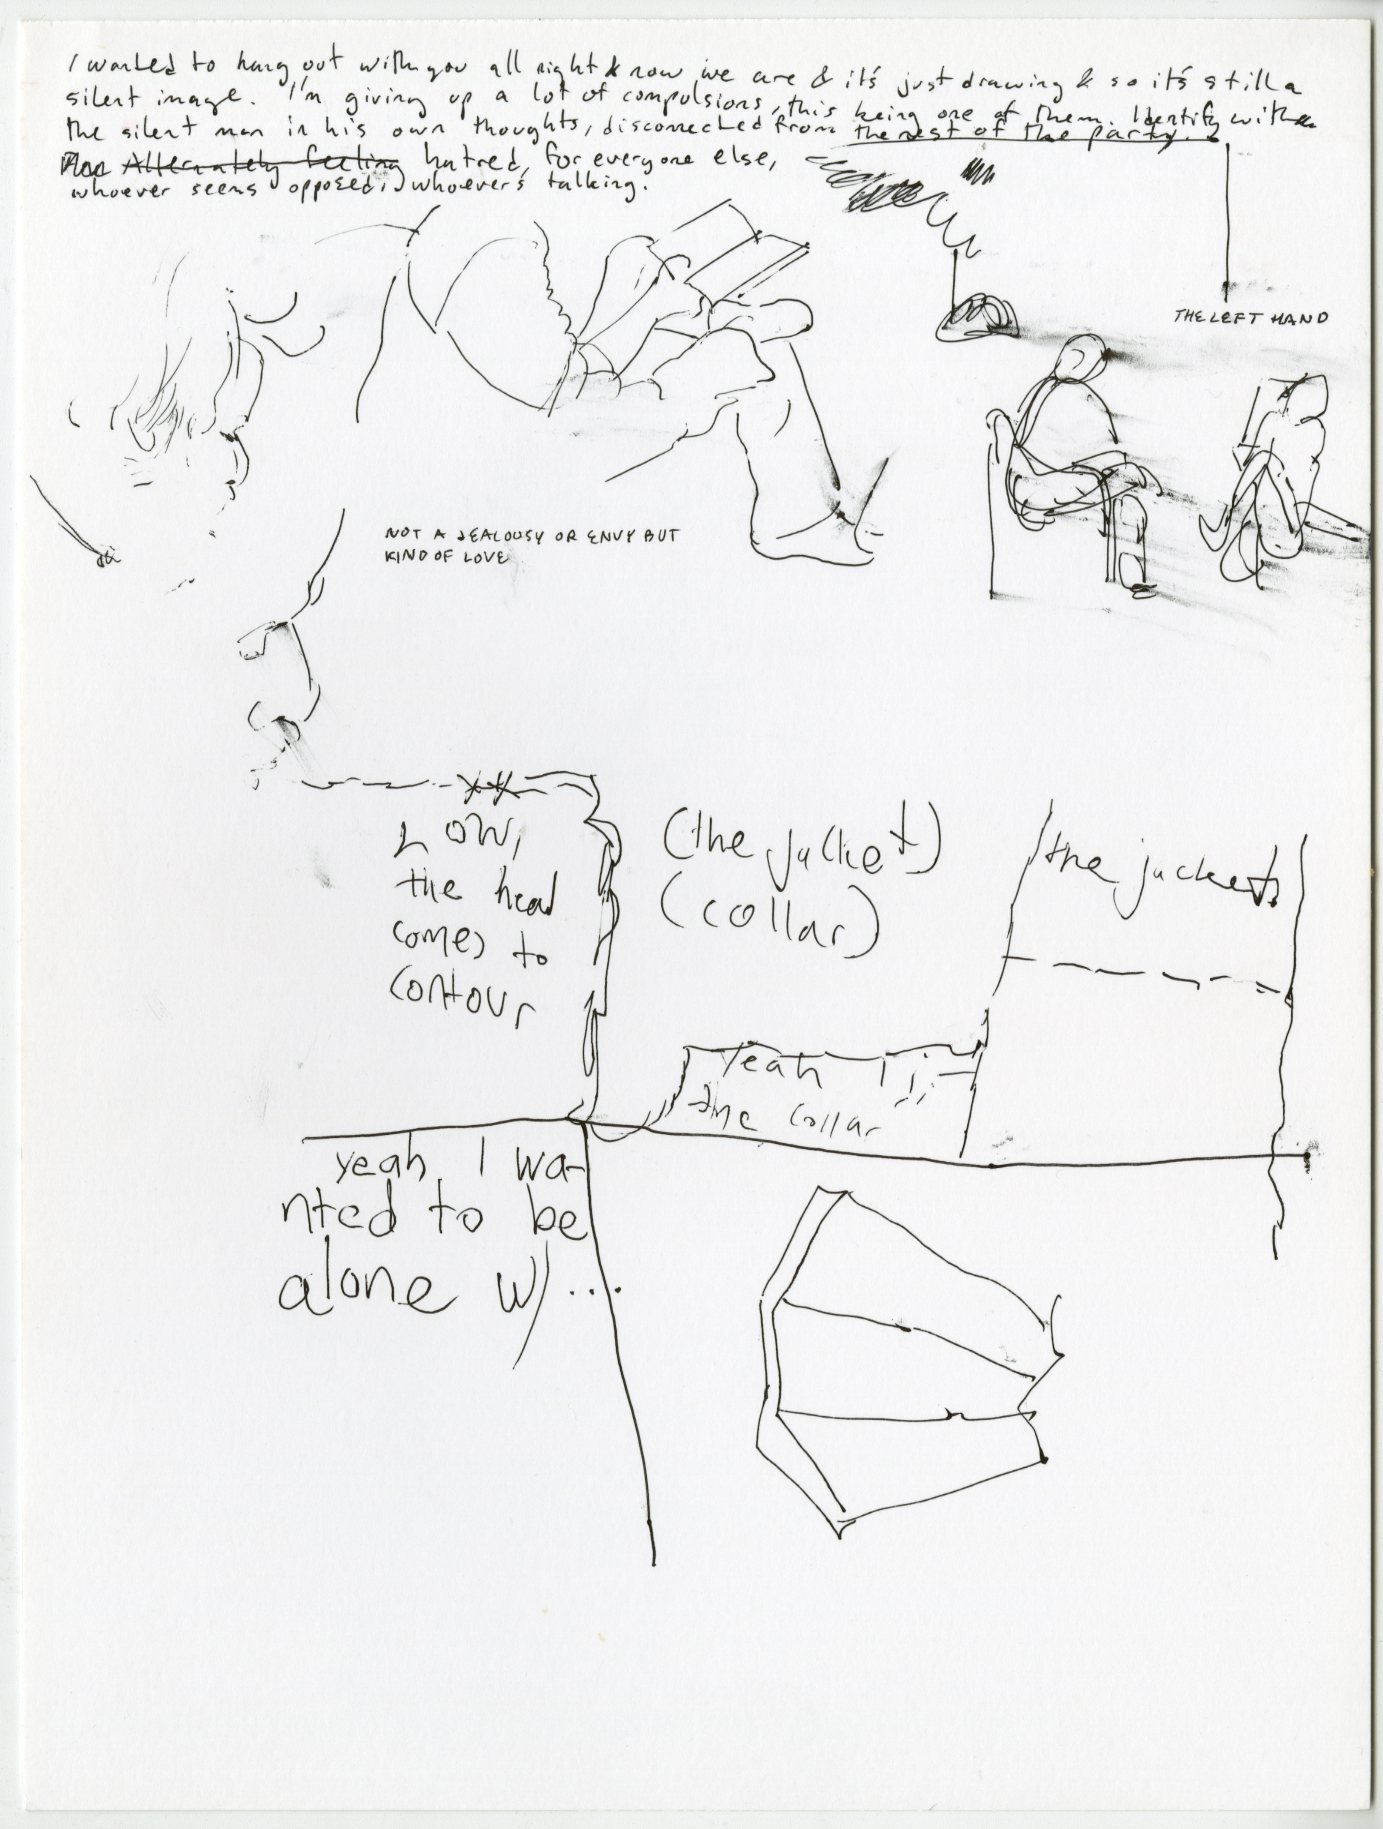 I wanted to hang out with you all night & now we are & it's just drawing & so it's still a
silent image. I'm giving up a lot of compulsions, this being one of them. Identify with
the silent man in his own thoughts, disconnected from the rest of the party.
Alternately feeling hatred, for everyone else,
whoever seems opposed, whoever's talking.
THE LEFT HAND
NOT A JEALOUSY OR ENVY BUT
KIND OF LOVE
LOW,
the head
comes to
contour
(the jacket)
(collar)
the jacket
Yeah
the collar
yeah, I wa-
nted to be
alone w/...